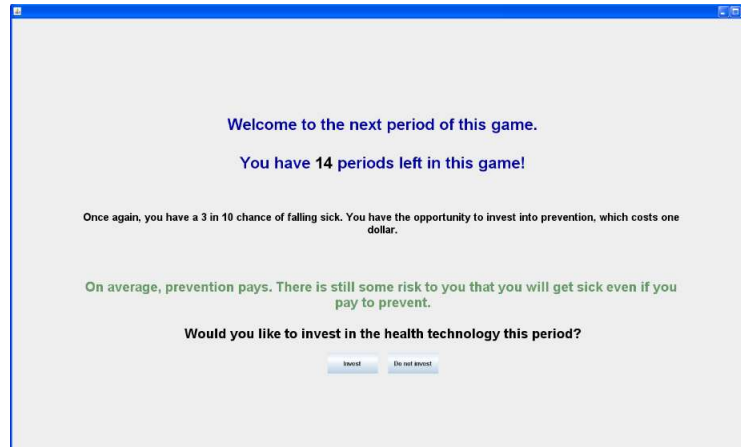 Welcome to the next period of this game.
You have 14 periods left in this game!
Once again, you have a 3 in 10 chance of falling sick. You have the opportunity to invest into prevention, which costs one
dollar.
On average, prevention pays. There is still some risk to you that you will get sick even if you
pay to prevent.
Would you like to invest in the health technology this period?
Invest Do not invest